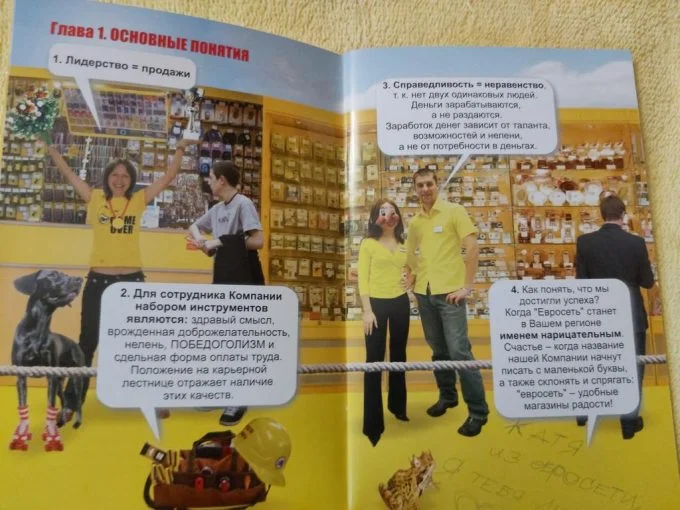 Глава 1. ОСНОВНЫЕ ПОНЯТИЯ
1. Лидерство = продажи
GAME
OVER
2. Для сотрудника Компании
набором инструментов
являются: здравый смысл,
врожденная доброжелательность,
нелень, ПОБЕДОГОЛИЗМ и
сдельная форма оплаты труда.
Положение на карьерной
лестнице отражает наличие
этих качеств.
3. Справедливость = неравенство,
т. к. нет двух одинаковых людей.
Деньги зарабатываются,
а не раздаются.
Заработок денег зависит от таланта,
возможностей и нелени,
а не от потребности в деньгах.
4. Как понять, что мы
достигли успеха?
Когда "Евросеть" станет
в Вашем регионе
именем нарицательным.
Счастье – когда название
нашей Компании начнут
писать с маленькой буквы,
а также склонять и спрягать:
"евросеть" – удобные
магазины радости!
КАТЯ
ИЗ ЕВРОСЕТИ
Я ТЕБЯ